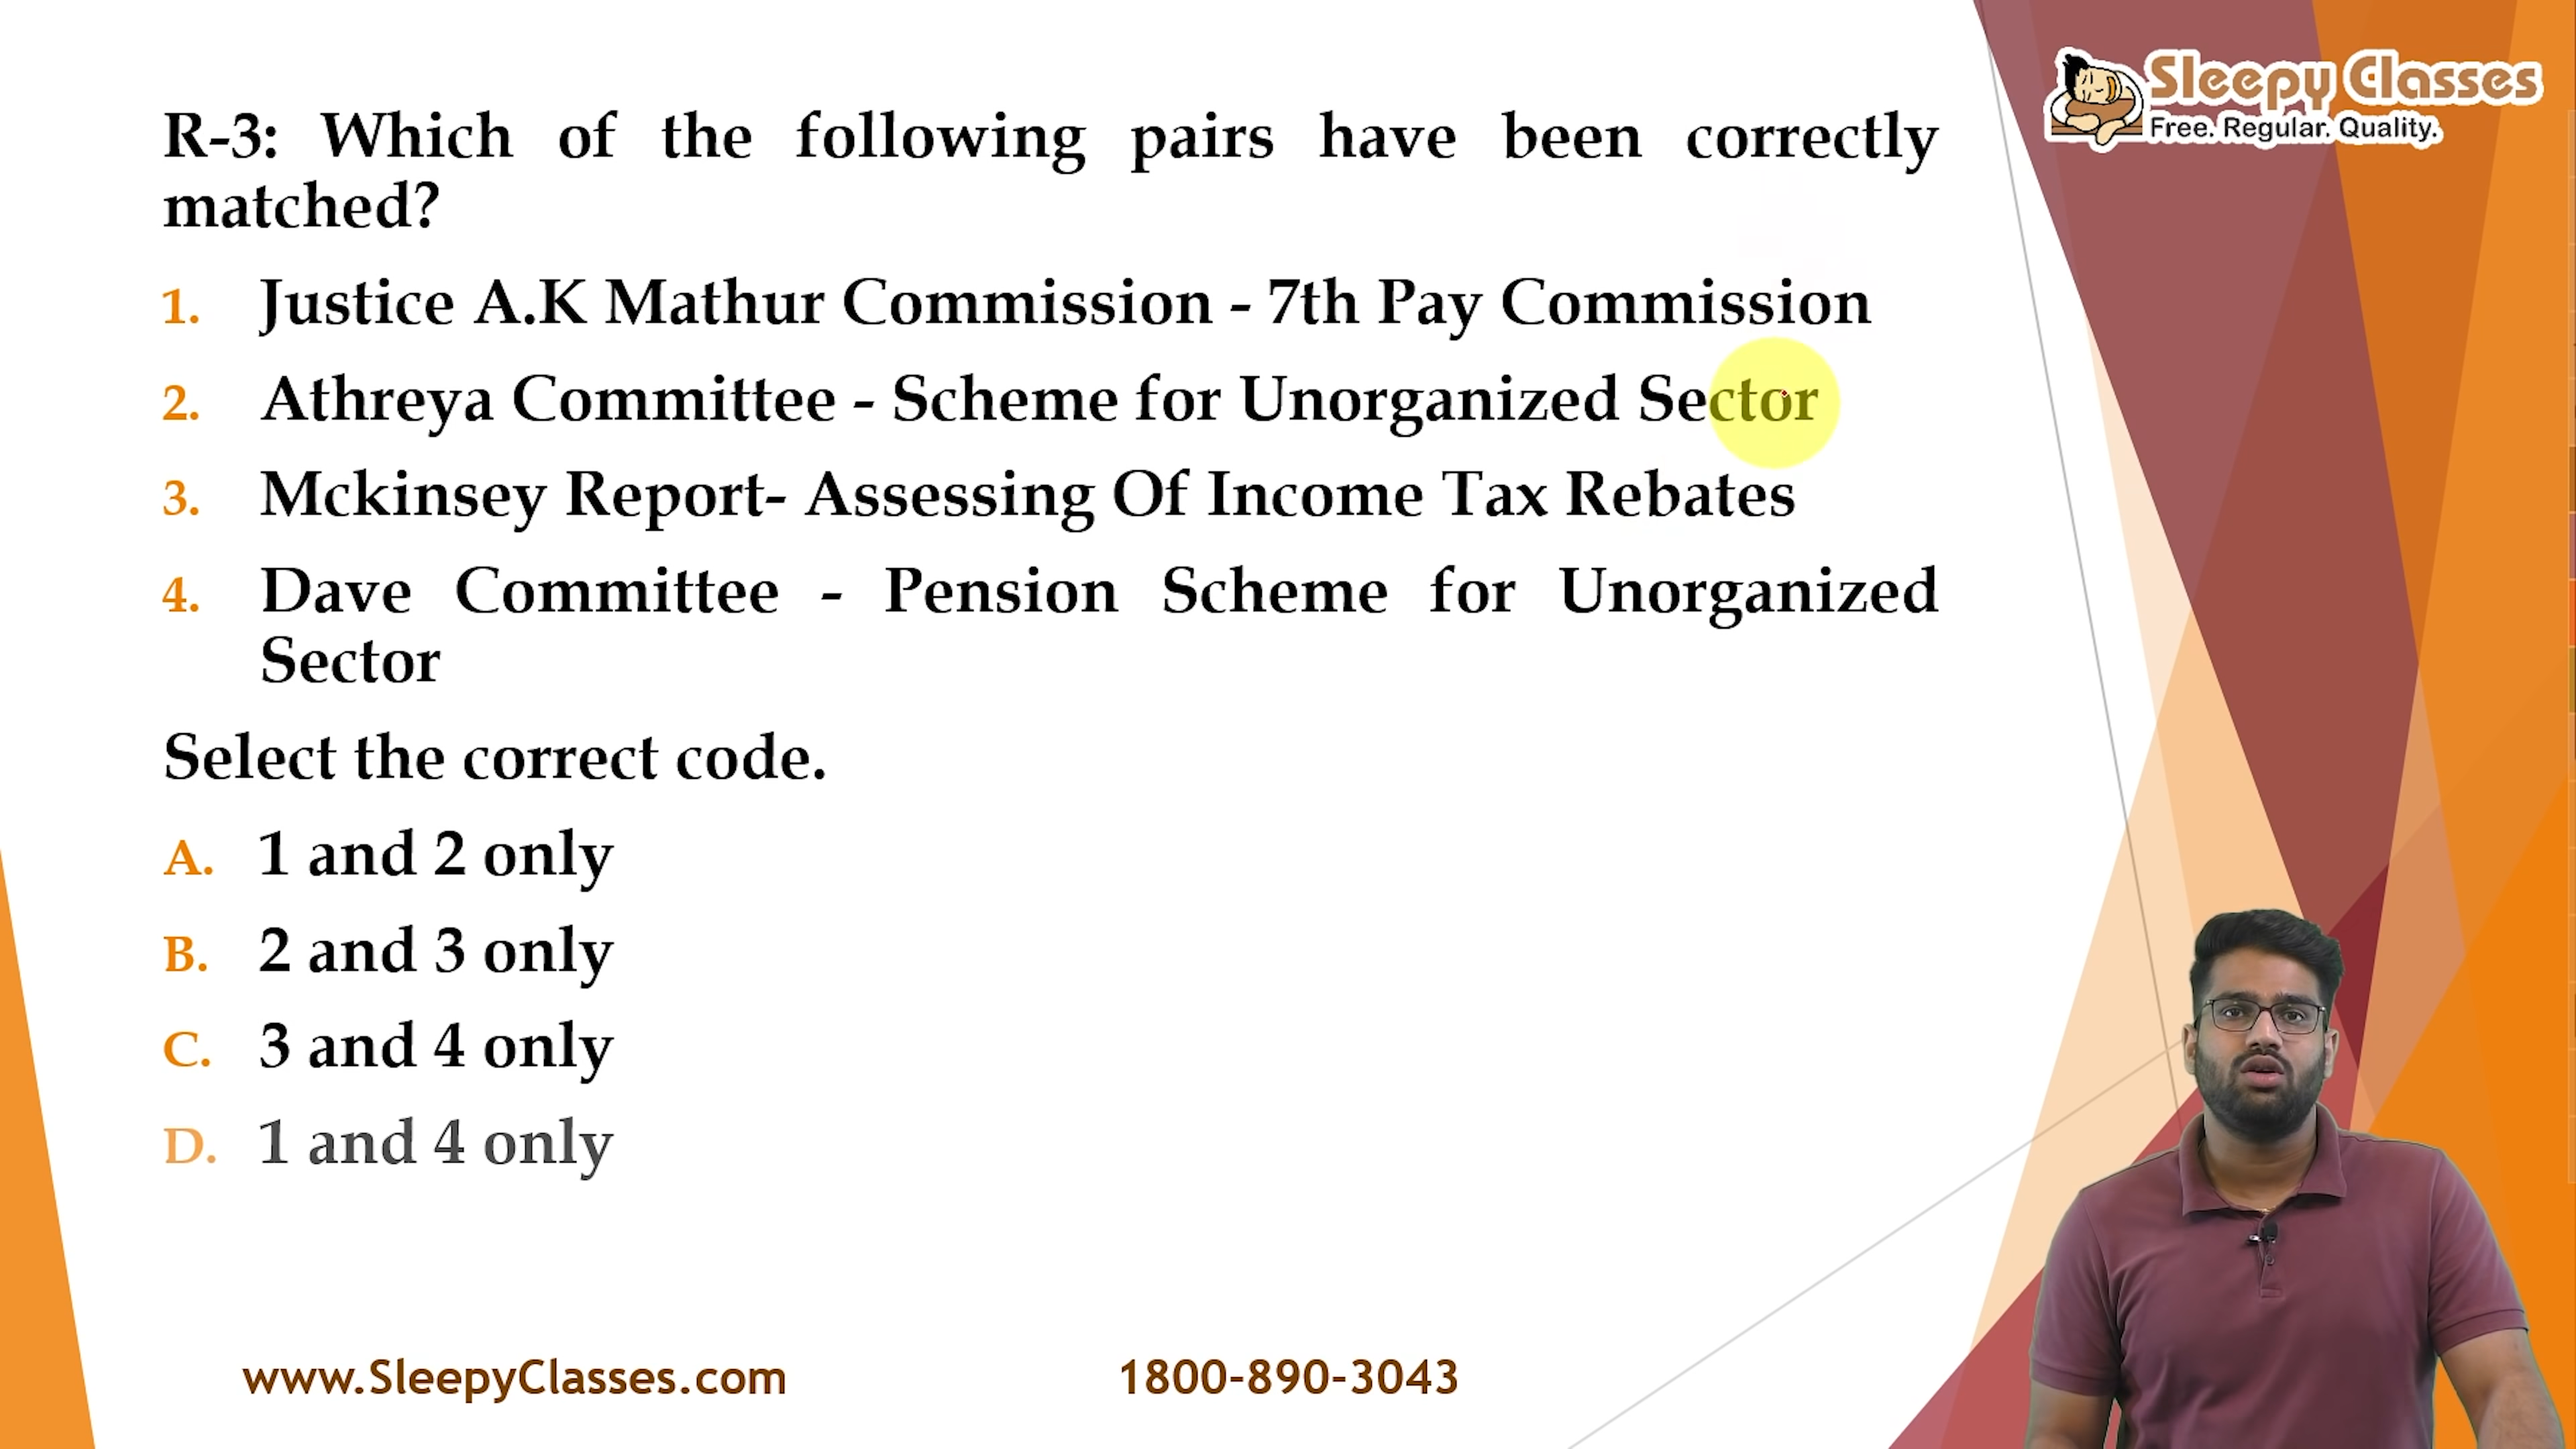 Sleepy Classes
Free. Regular. Quality.
R-3: Which of the following pairs have been correctly
matched?
1. Justice A.K Mathur Commission - 7th Pay Commission
2. Athreya Committee - Scheme for Unorganized Sector
3. Mckinsey Report- Assessing Of Income Tax Rebates
4. Dave Committee - Pension Scheme for Unorganized
Sector
Select the correct code.
A. 1 and 2 only
B. 2 and 3 only
C. 3 and 4 only
D. 1 and 4 only
www.SleepyClasses.com 1800-890-3043